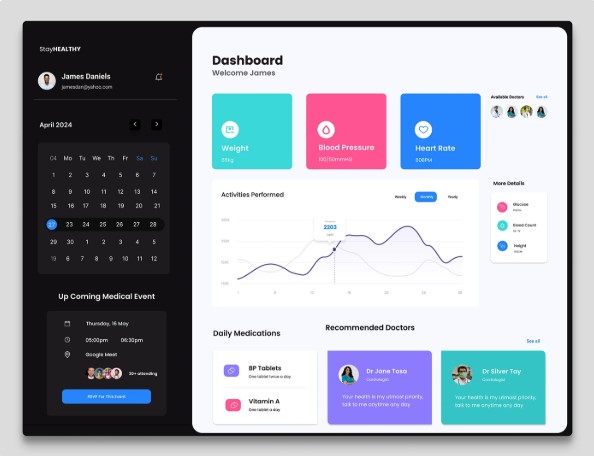 StayHEALTHY
James Daniels
jamesdan@yahoo.com
April 2024
04 Mo Tu We Th Fr Sa Su
1 2 3 4 5 6 7
8 9 10 11 12 13 14
15 16 17 18 19 20 21
22 23 24 25 26 27 28
29 30 1 2 3 4 5
6 7 8 9 10 11 12
Up Coming Medical Event
Thursday, 16 May
05:00pm 06:30pm
Google Meet
20+ attending
RSVP For This Event
Dashboard
Welcome James
Weight
65kg
Blood Pressure
Heart Rate
Available Doctors See all
Activities Performed
Weekly Monthly Yearly
2203
More Details
Glucose
Blood Count
Height
Daily Medications
BP Tablets
One tablet twice a day
Vitamin A
One tablet a day
Recommended Doctors
See all
Dr Jane Tosa
Cardiologist
Your health is my utmost priority,
talk to me anytime any day
Dr Silver Tay
Your health is my utmost priority,
talk to me anytime any day